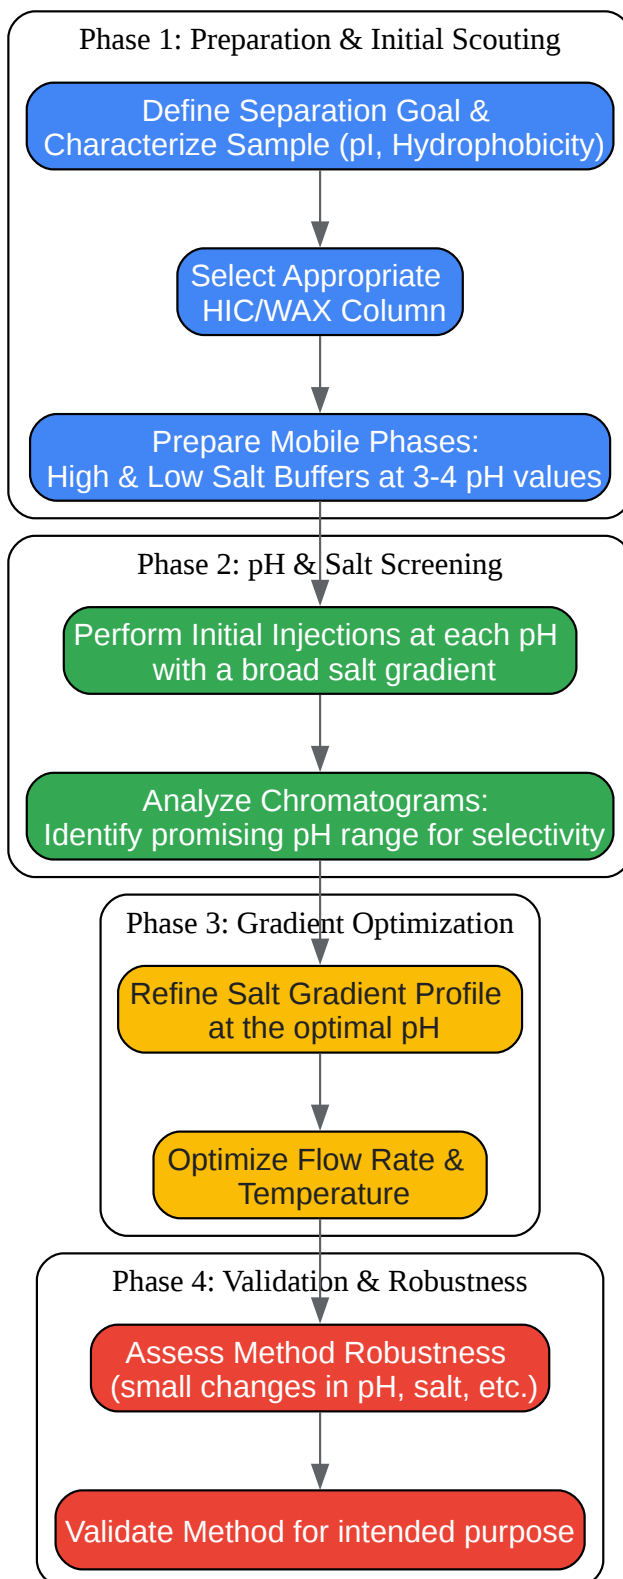 Phase 1: Preparation & Initial Scouting
Define Separation Goal &
Characterize Sample (pI, Hydrophobicity)
Select Appropriate
HIC/WAX Column
Prepare Mobile Phases:
High & Low Salt Buffers at 3-4 pH values
Phase 2: pH & Salt Screening
Perform Initial Injections at each pH
with a broad salt gradient
Analyze Chromatograms:
Identify promising pH range for selectivity
Phase 3: Gradient Optimization
Refine Salt Gradient Profile
at the optimal pH
Optimize Flow Rate &
Temperature
Phase 4: Validation & Robustness
Assess Method Robustness
(small changes in pH, salt, etc.)
Validate Method for intended purpose